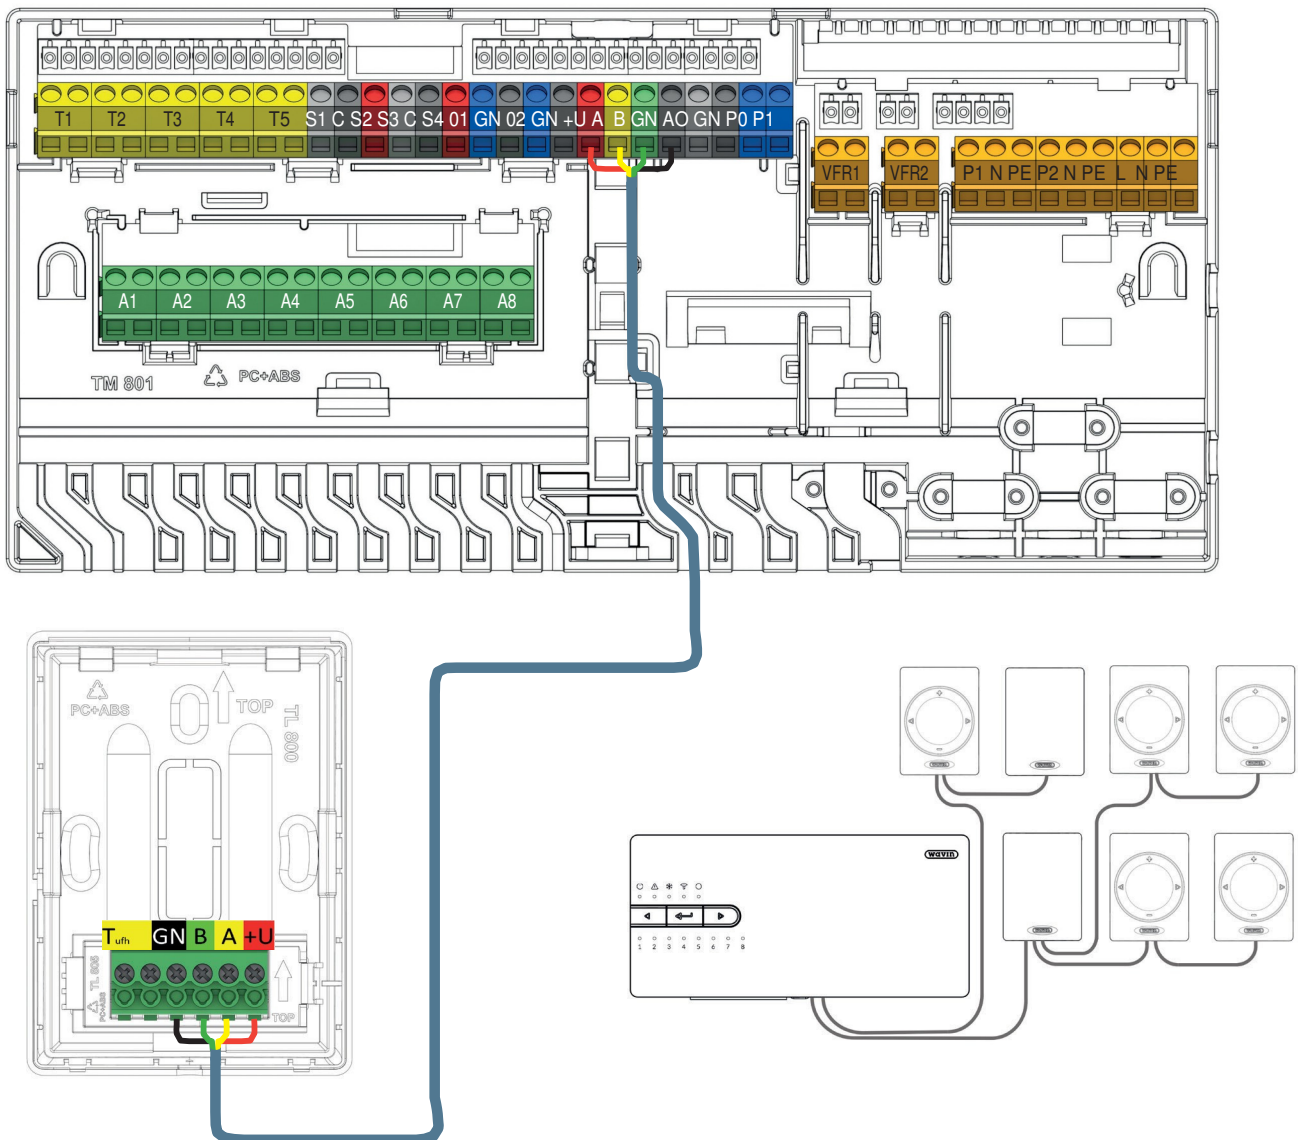 T1 T2 T3 T4 T5 S1 C S2 S3 C S4 01 GN 02 GN +U A B GN AO GN P0 P1
VFR1 VFR2 P1 N PE P2 N PE L N PE
A1 A2 A3 A4 A5 A6 A7 A8
TM 801 PC+ABS
PC+ABS
TOP
TL 800
Tufh GN B A +U
TL 805
PC+ABS
TOP
wavin
1 2 3 4 5 6 7 8